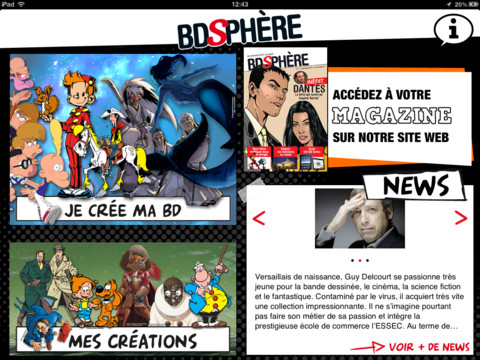 iPad
12:43
20 %
BDSPHÈRE
i
BDSPHÈRE
INÉDIT
DANTÈS
ACCÉDEZ À VOTRE
MAGAZINE
SUR NOTRE SITE WEB
JE CRÉE MA BD
NEWS
< >
Versaillais de naissance, Guy Delcourt se passionne très
jeune pour la bande dessinée, le cinéma, la science fiction
et le fantastique. Contaminé par le virus, il acquiert très vite
une collection impressionnante. Il ne s'imagine pourtant
pas faire son métier de sa passion et intègre la
prestigieuse école de commerce l'ESSEC. Au terme de...
MES CRÉATIONS
VOIR + DE NEWS